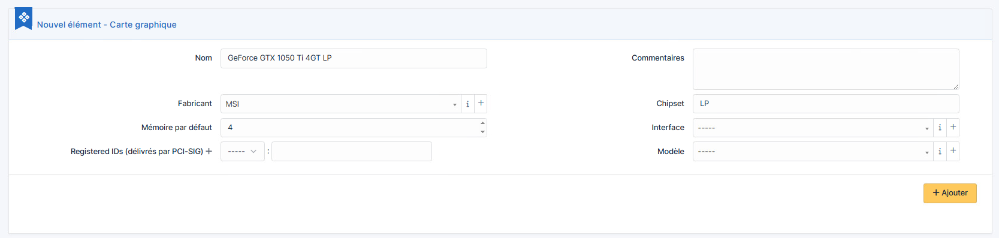 Nouvel élément - Carte graphique
Nom GeForce GTX 1050 Ti 4GT LP Commentaires
Fabricant MSI i + Chipset LP
Mémoire par défaut 4 Interface ----- i +
Registered IDs (délivrés par PCI-SIG) + ----- : Modèle ----- i +
+ Ajouter